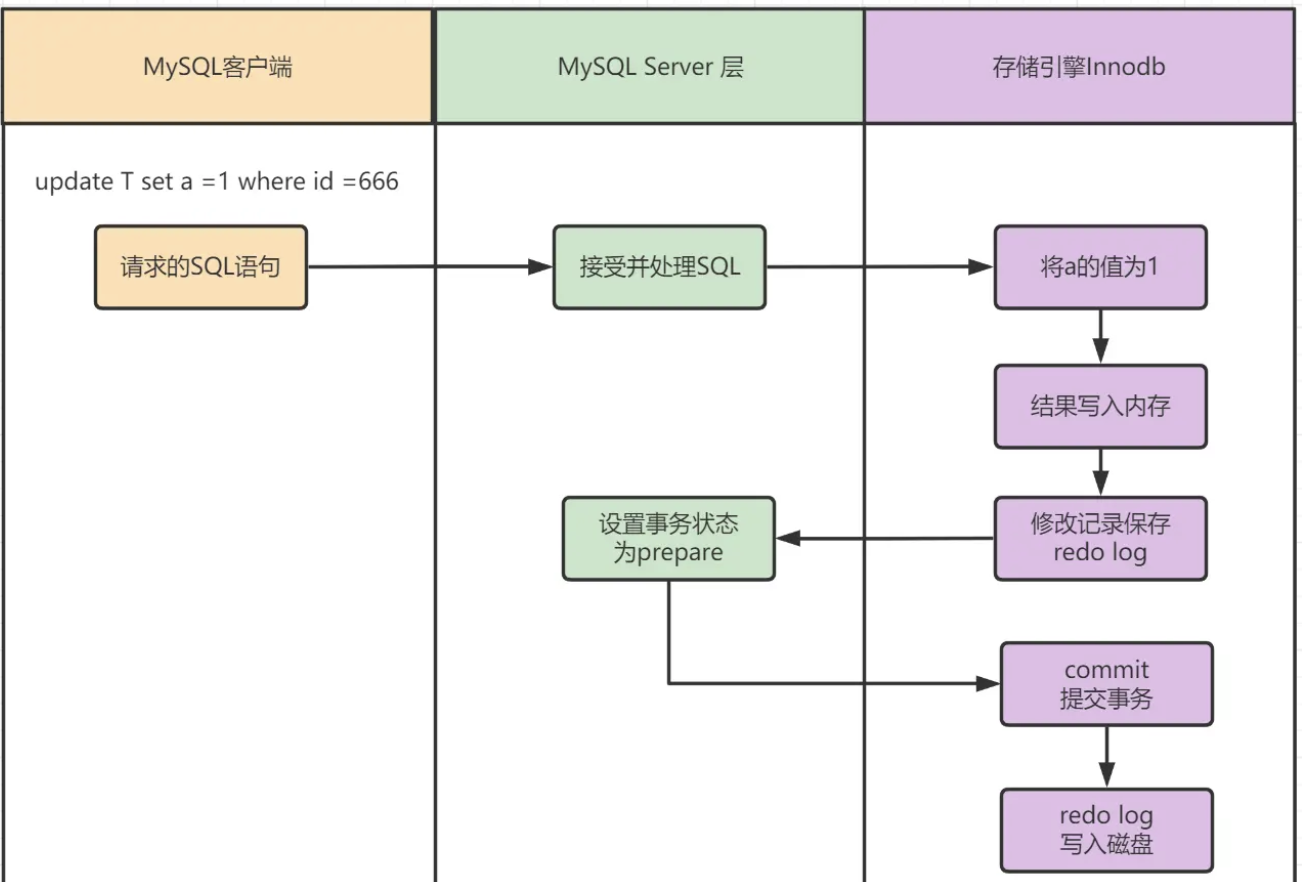 MySQL客户端
MySQL Server 层
存储引擎Innodb
update T set a =1 where id =666
请求的SQL语句
接受并处理SQL
将a的值为1
结果写入内存
设置事务状态
为prepare
修改记录保存
redo log
commit
提交事务
redo log
写入磁盘